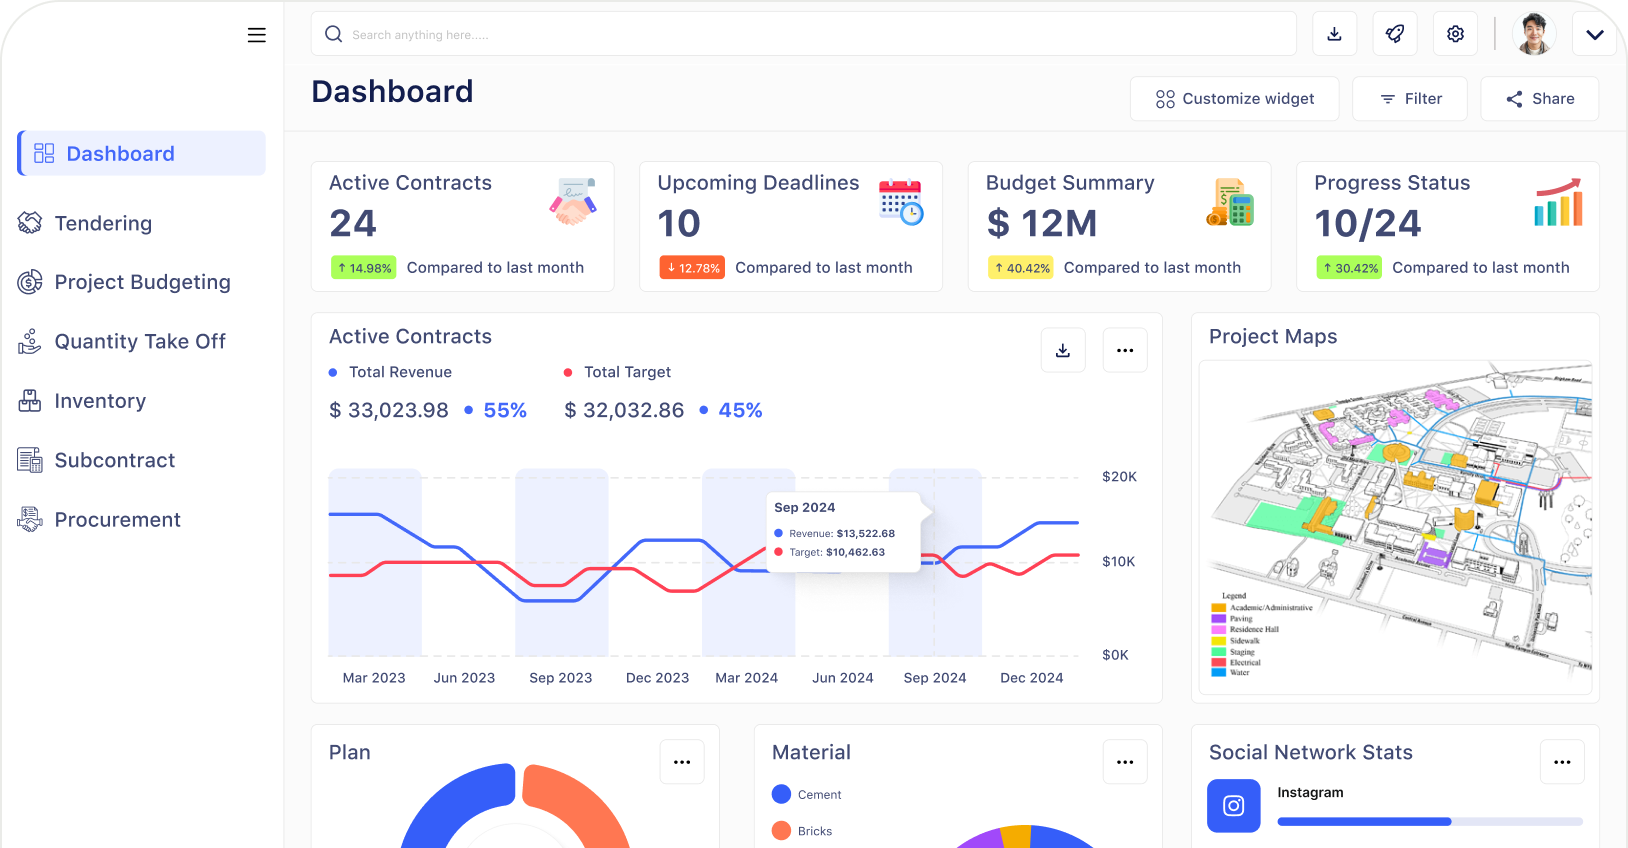 Search anything here.....
Dashboard
Customize widget
Filter
Share
Dashboard
Tendering
Project Budgeting
Quantity Take Off
Inventory
Subcontract
Procurement
Active Contracts
24
↑ 14.98% Compared to last month
Upcoming Deadlines
10
↓ 12.78% Compared to last month
Budget Summary
$ 12M
↑ 40.42% Compared to last month
Progress Status
10/24
↑ 30.42% Compared to last month
Active Contracts
Total Revenue
$ 33,023.98 • 55%
Total Target
$ 32,032.86 • 45%
$20K
$10K
$0K
Sep 2024
Revenue: $13,522.68
Target: $10,462.63
Mar 2023 Jun 2023 Sep 2023 Dec 2023 Mar 2024 Jun 2024 Sep 2024 Dec 2024
Project Maps
Legend
Academic/Administrative
Paving
Residence Hall
Sidewalk
Staging
Electrical
Water
Plan
Material
Cement
Bricks
Social Network Stats
Instagram